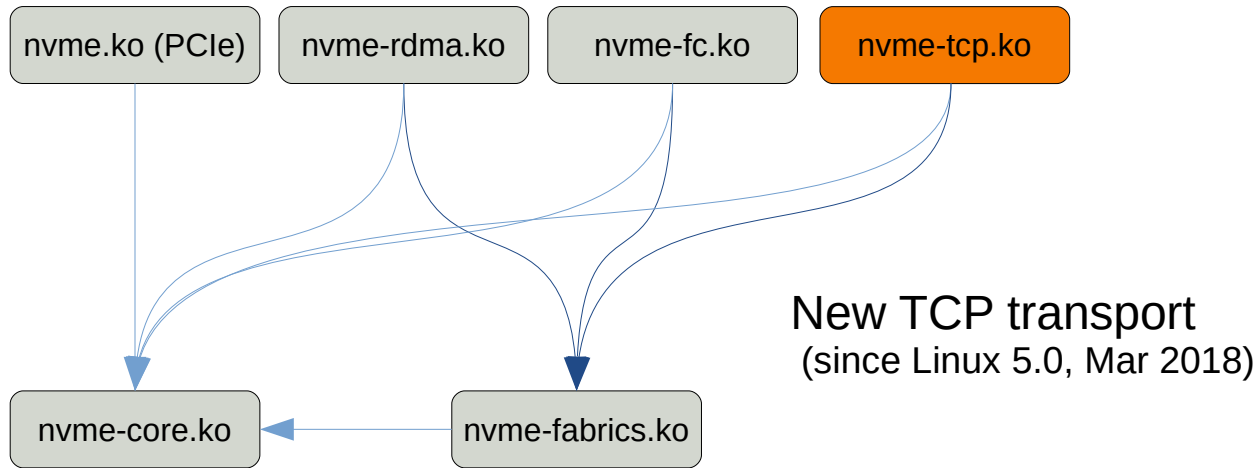 nvme.ko (PCIe)
nvme-rdma.ko
nvme-fc.ko
nvme-tcp.ko
New TCP transport
(since Linux 5.0, Mar 2018)
nvme-core.ko
nvme-fabrics.ko